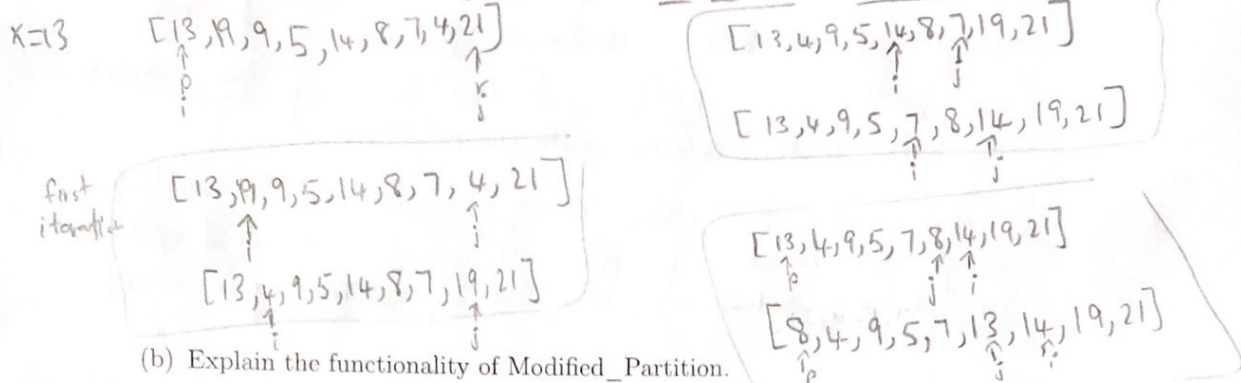 x=13
[13,19,9,5,14,8,7,4,21]
p
r
i
j
first
iteration
[13,19,9,5,14,8,7,4,21]
i
j
[13,4,9,5,14,8,7,19,21]
i
j
[13,4,9,5,14,8,7,19,21]
i
j
[13,4,9,5,7,8,14,19,21]
i
j
[13,4,9,5,7,8,14,19,21]
p
j
i
[8,4,9,5,7,13,14,19,21]
p
j
i
(b) Explain the functionality of Modified_Partition.